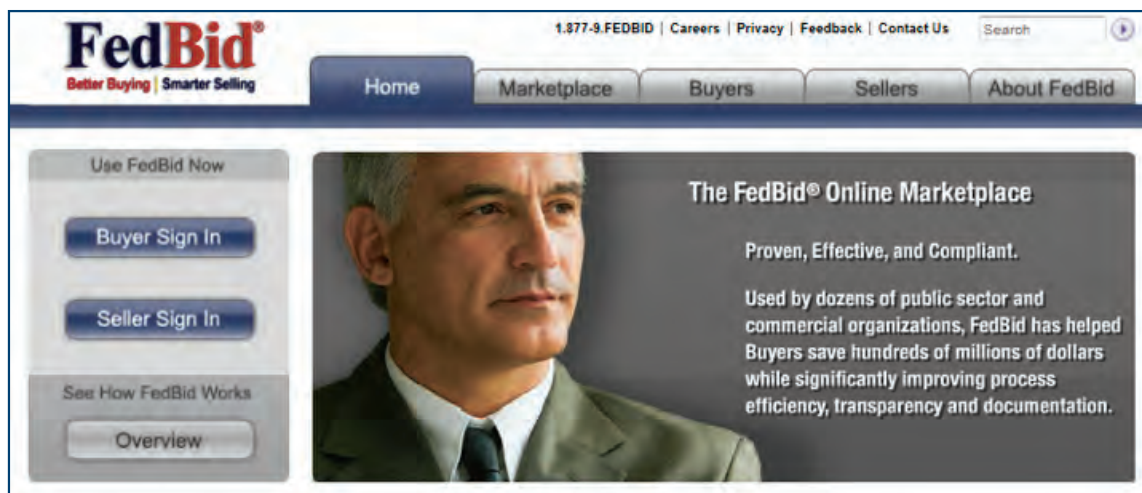 FedBid®
Better Buying | Smarter Selling
1.877-9.FEDBID | Careers | Privacy | Feedback | Contact Us
Search
Home
Marketplace
Buyers
Sellers
About FedBid
Use FedBid Now
Buyer Sign In
Seller Sign In
See How FedBid Works
Overview
The FedBid® Online Marketplace
Proven, Effective, and Compliant.
Used by dozens of public sector and
commercial organizations, FedBid has helped
Buyers save hundreds of millions of dollars
while significantly improving process
efficiency, transparency and documentation.